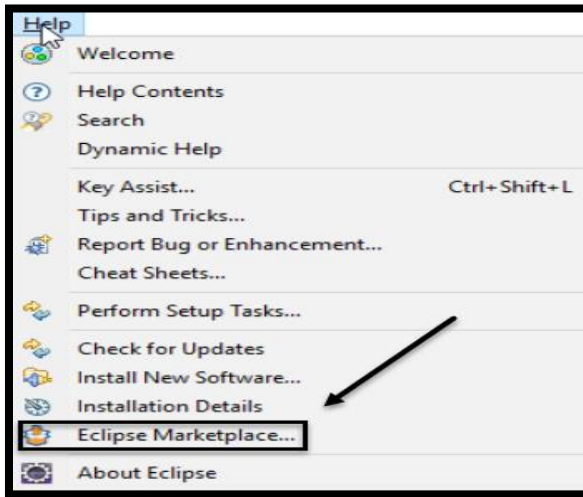 Help
Welcome
Help Contents
Search
Dynamic Help
Key Assist... Ctrl+Shift+L
Tips and Tricks...
Report Bug or Enhancement...
Cheat Sheets...
Perform Setup Tasks...
Check for Updates
Install New Software...
Installation Details
Eclipse Marketplace...
About Eclipse